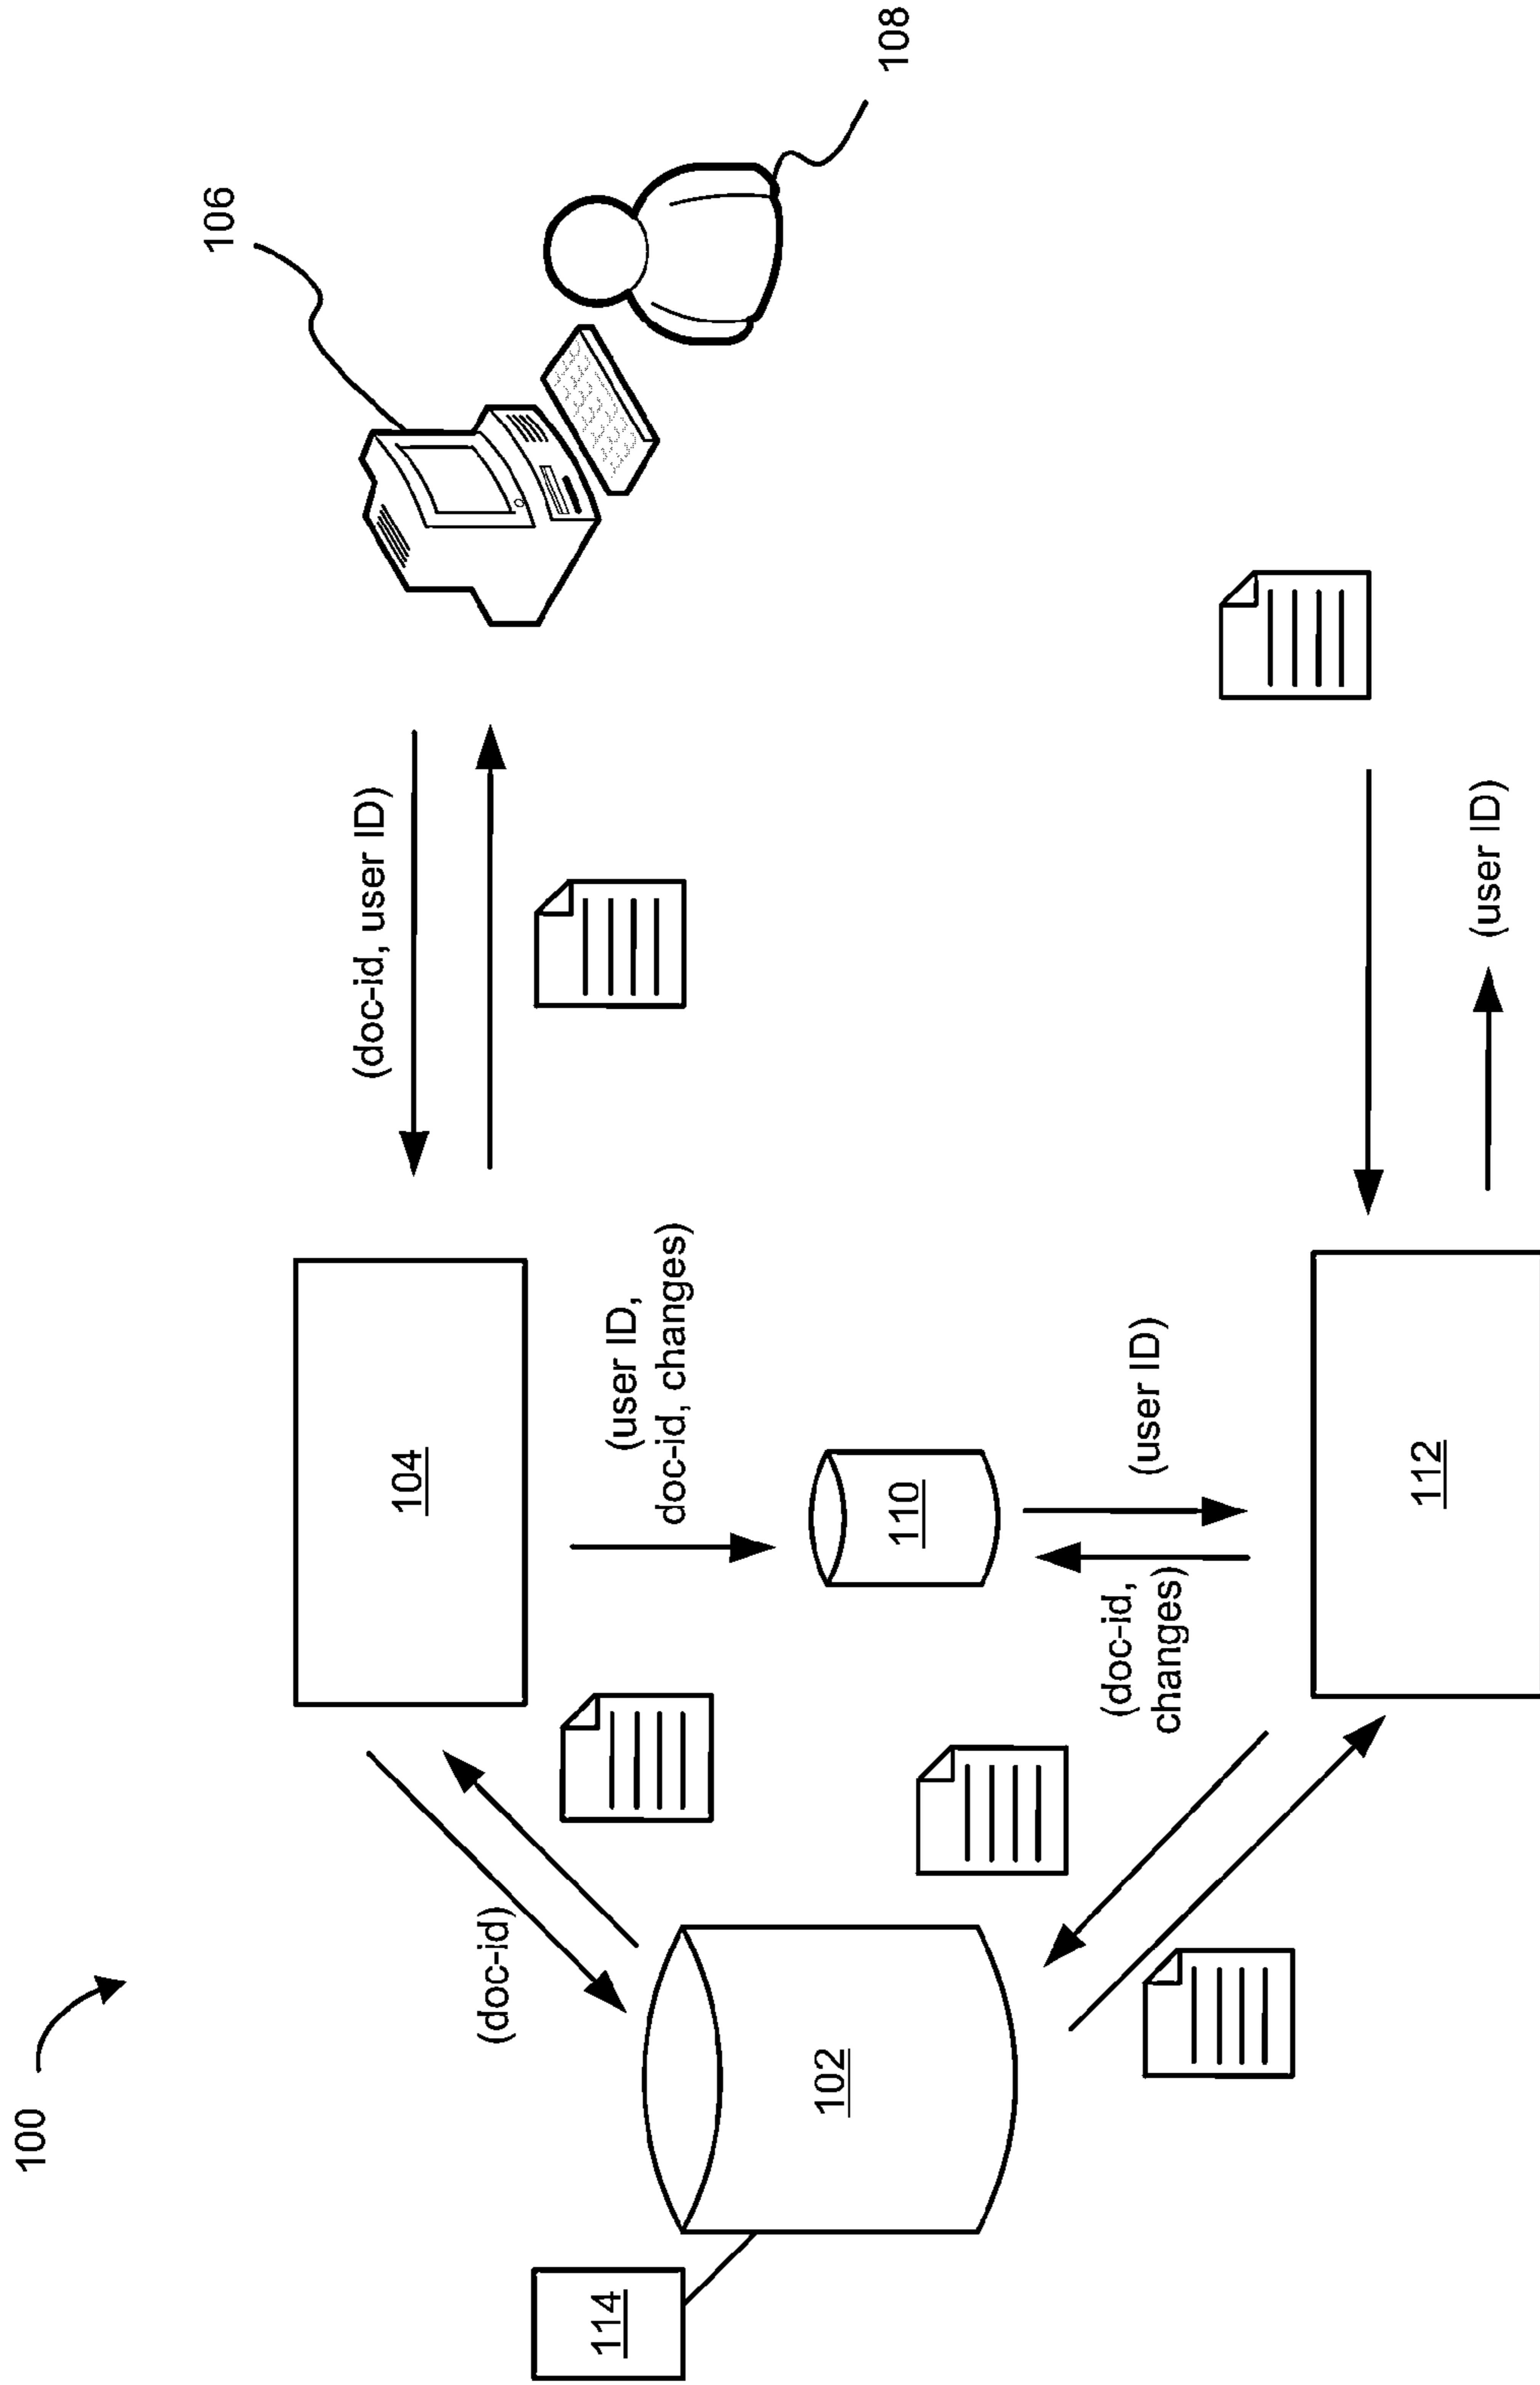 100
106
108
(doc-id, user ID)
104
(user ID,
doc-id, changes)
(doc-id)
114
102
110
(user ID)
(doc-id,
changes)
112
(user ID)